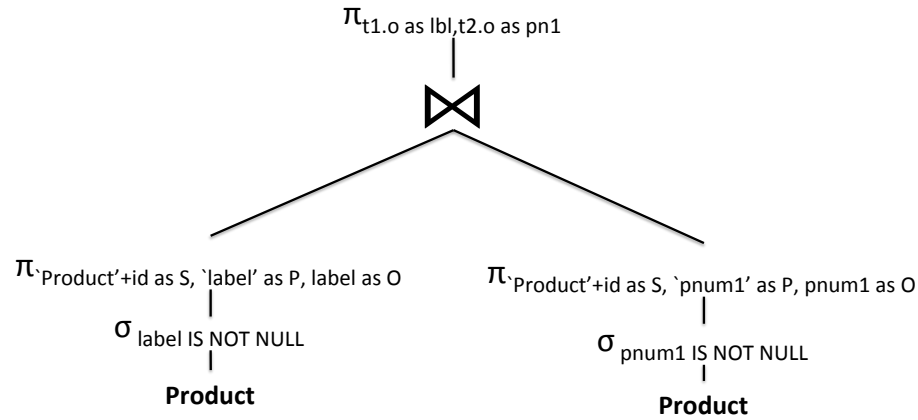 π t1.o as lbl,t2.o as pn1
⋈
π `Product'+id as S, `label' as P, label as O
σ label IS NOT NULL
Product
π `Product'+id as S, `pnum1' as P, pnum1 as O
σ pnum1 IS NOT NULL
Product